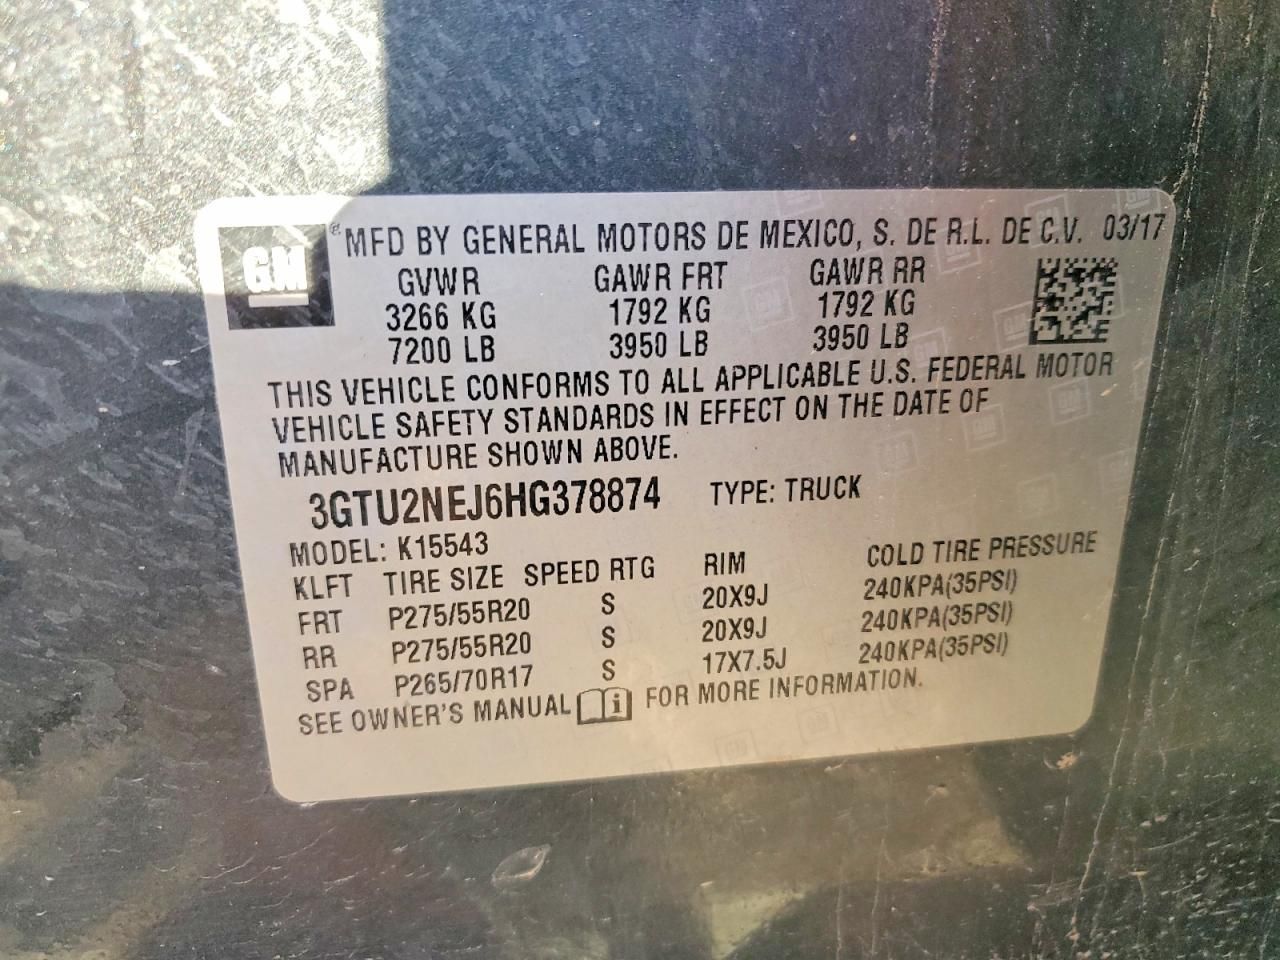 GM
® MFD BY GENERAL MOTORS DE MEXICO, S. DE R.L. DE C.V. 03/17
GVWR GAWR FRT GAWR RR
3266 KG 1792 KG 1792 KG
7200 LB 3950 LB 3950 LB
THIS VEHICLE CONFORMS TO ALL APPLICABLE U.S. FEDERAL MOTOR
VEHICLE SAFETY STANDARDS IN EFFECT ON THE DATE OF
MANUFACTURE SHOWN ABOVE.
3GTU2NEJ6HG378874 TYPE: TRUCK
MODEL: K15543
KLFT TIRE SIZE SPEED RTG RIM COLD TIRE PRESSURE
FRT P275/55R20 S 20X9J 240KPA(35PSI)
RR P275/55R20 S 20X9J 240KPA(35PSI)
SPA P265/70R17 S 17X7.5J 240KPA(35PSI)
SEE OWNER'S MANUAL i FOR MORE INFORMATION.